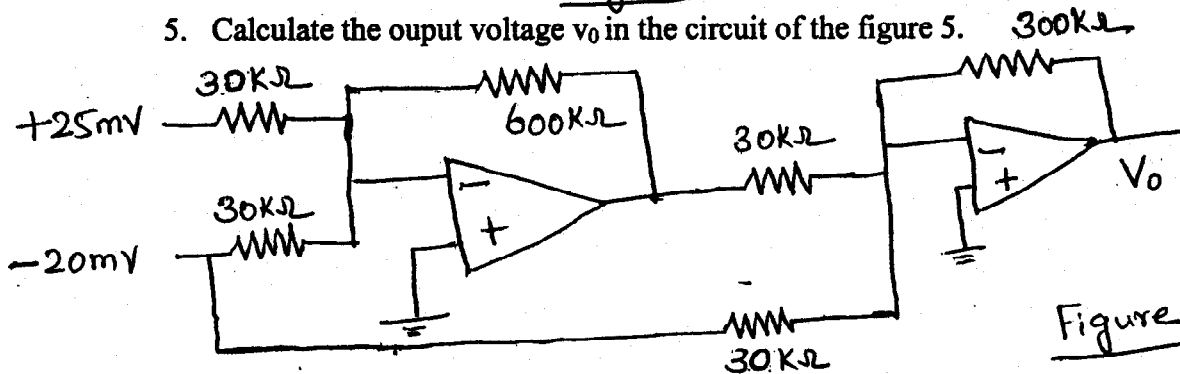 5. Calculate the ouput voltage vo in the circuit of the figure 5.
300KΩ
30KΩ
+25mV
600KΩ
30KΩ
-
+
Vo
30KΩ
-
+
-20mV
30KΩ
Figure